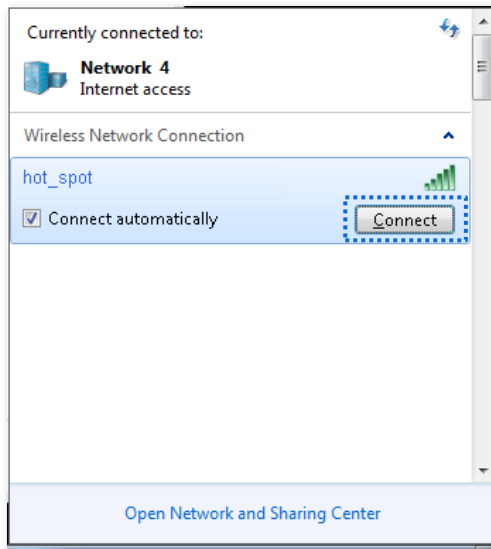 Currently connected to:
Network 4
Internet access
Wireless Network Connection
hot_spot
Connect automatically
Connect
Open Network and Sharing Center